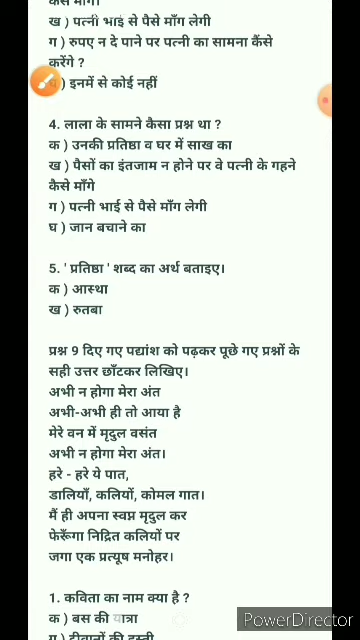 कैसे माँगे।
ख ) पत्नी भाई से पैसे माँग लेगी
ग ) रुपए न दे पाने पर पत्नी का सामना कैसे
करेंगे ?
) इनमें से कोई नहीं
4. लाला के सामने कैसा प्रश्न था ?
क ) उनकी प्रतिष्ठा व घर में साख का
ख ) पैसों का इंतजाम न होने पर वे पत्नी के गहने
कैसे माँगे
ग ) पत्नी भाई से पैसे माँग लेगी
घ ) जान बचाने का
5. ' प्रतिष्ठा ' शब्द का अर्थ बताइए।
क ) आस्था
ख ) रुतबा
प्रश्न 9 दिए गए पद्यांश को पढ़कर पूछे गए प्रश्नों के
सही उत्तर छाँटकर लिखिए।
अभी न होगा मेरा अंत
अभी-अभी ही तो आया है
मेरे वन में मृदुल वसंत
अभी न होगा मेरा अंत।
हरे - हरे ये पात,
डालियाँ, कलियाँ, कोमल गात।
मैं ही अपना स्वप्न मृदुल कर
फेरूँगा निद्रित कलियों पर
जगा एक प्रत्यूष मनोहर।
1. कविता का नाम क्या है ?
क ) बस की यात्रा
ग ) दीवानों की हस्ती
PowerDirector